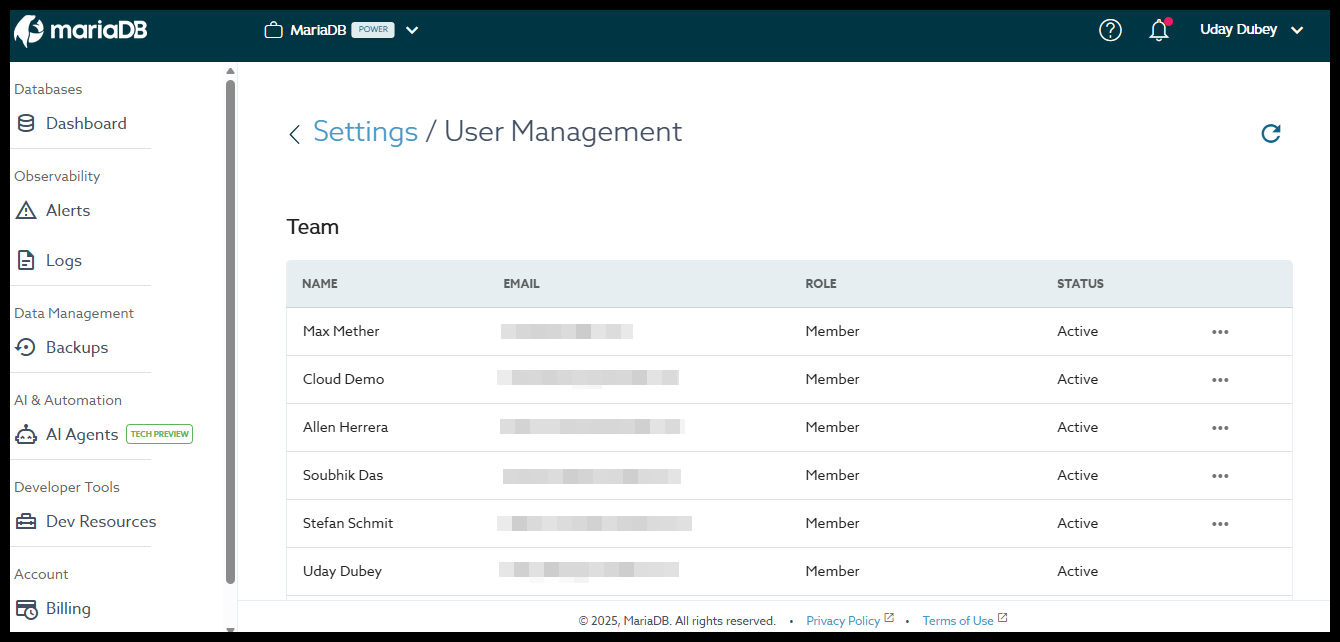 mariaDB
MariaDB POWER
Uday Dubey
Databases
Dashboard
Observability
Alerts
Logs
Data Management
Backups
AI & Automation
AI Agents TECH PREVIEW
Developer Tools
Dev Resources
Account
Billing
Settings / User Management
Team
NAME EMAIL ROLE STATUS
Max Mether Member Active
Cloud Demo Member Active
Allen Herrera Member Active
Soubhik Das Member Active
Stefan Schmit Member Active
Uday Dubey Member Active
© 2025, MariaDB. All rights reserved. • Privacy Policy • Terms of Use